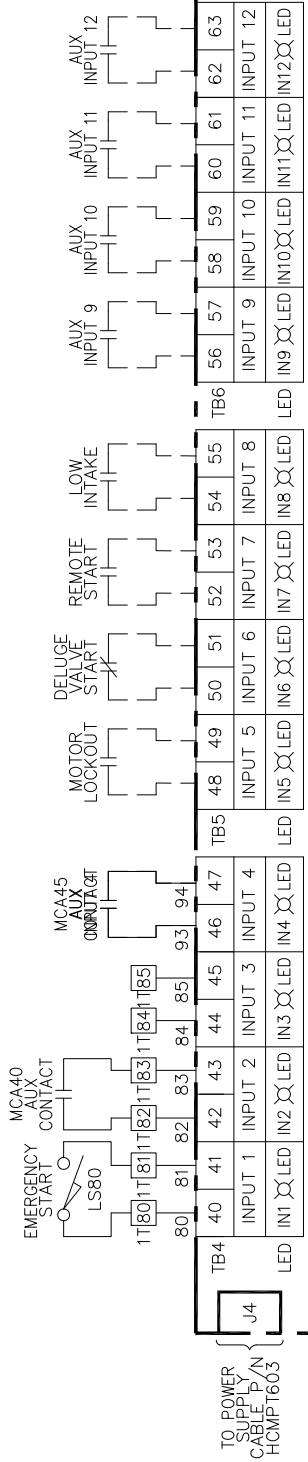 TO POWER
SUPPLY
CABLE P/N
HCMPT603
J4
EMERGENCY
START
LS80
MCA40
AUX
CONTACT
MCA45
AUX
MOTOR
LOCKOUT
DELUGE
VALVE
START
REMOTE
START
LOW
INTAKE
AUX
INPUT 9
AUX
INPUT 10
AUX
INPUT 11
AUX
INPUT 12
1T80 1T81 1T82 1T83 1T84 1T85
80 81 82 83 84 85 93 94
TB4 40 41 42 43 44 45 46 47 TB5 48 49 50 51 52 53 54 55 TB6 56 57 58 59 60 61 62 63
INPUT 1 INPUT 2 INPUT 3 INPUT 4 INPUT 5 INPUT 6 INPUT 7 INPUT 8 INPUT 9 INPUT 10 INPUT 11 INPUT 12
LED IN1 LED IN2 LED IN3 LED IN4 LED LED IN5 LED IN6 LED IN7 LED IN8 LED LED IN9 LED IN10 LED IN11 LED IN12 LED